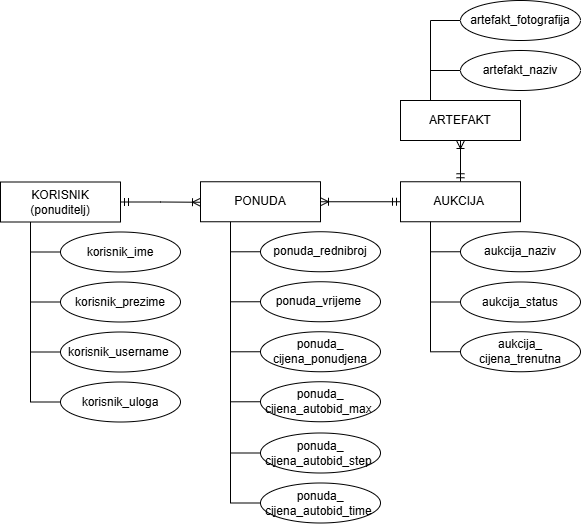 artefakt_fotografija
artefakt_naziv
ARTEFAKT
KORISNIK
(ponuditelj)
PONUDA
AUKCIJA
korisnik_ime
korisnik_prezime
korisnik_username
korisnik_uloga
ponuda_rednibroj
ponuda_vrijeme
ponuda_
cijena_ponudjena
ponuda_
cijena_autobid_max
ponuda_
cijena_autobid_step
ponuda_
cijena_autobid_time
aukcija_naziv
aukcija_status
aukcija_
cijena_trenutna